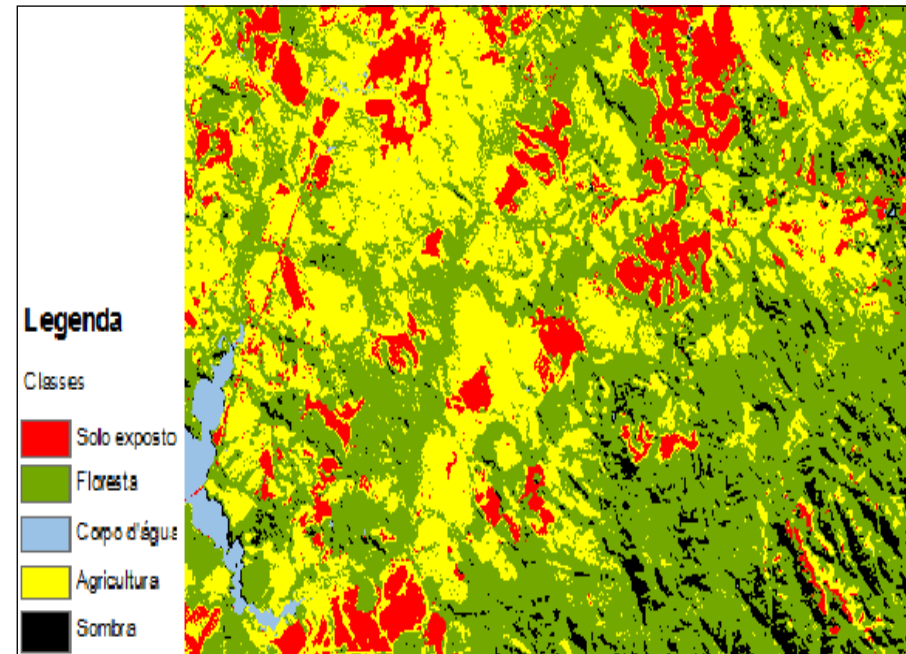 Legenda
Classes
Solo exposto
Floresta
Corpo d'água
Agricultura
Sombra